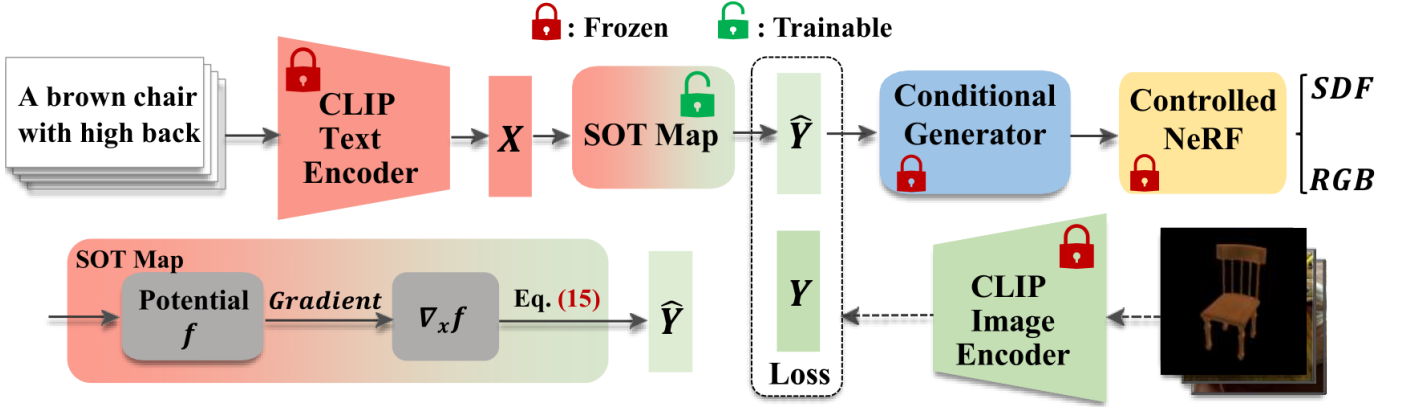 : Frozen
: Trainable
A brown chair
with high back
CLIP
Text
Encoder
X
SOT Map
Ŷ
Conditional
Generator
Controlled
NeRF
SDF
RGB
SOT Map
Potential
f
Gradient
∇ₓf
Eq. (15)
Ŷ
Y
Loss
CLIP
Image
Encoder